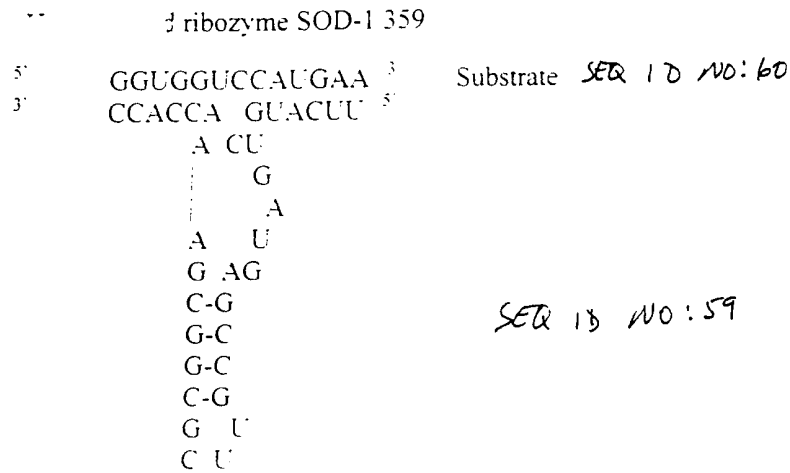 ribozyme SOD-1 359
5' GGUGGUCCAUGAA 3 Substrate SEQ ID NO: 60
3' CCACCA GUACUU 5'
A CU
G
A
A U
G AG
C-G SEQ ID NO: 59
G-C
G-C
C-G
G U
C U